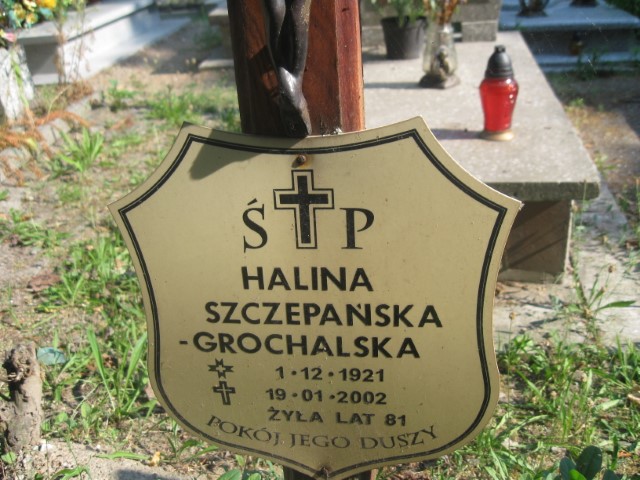 Ś P
HALINA
SZCZEPAŃSKA
-GROCHALSKA
1·12·1921
19·01·2002
ŻYŁA LAT 81
POKÓJ JEGO DUSZY